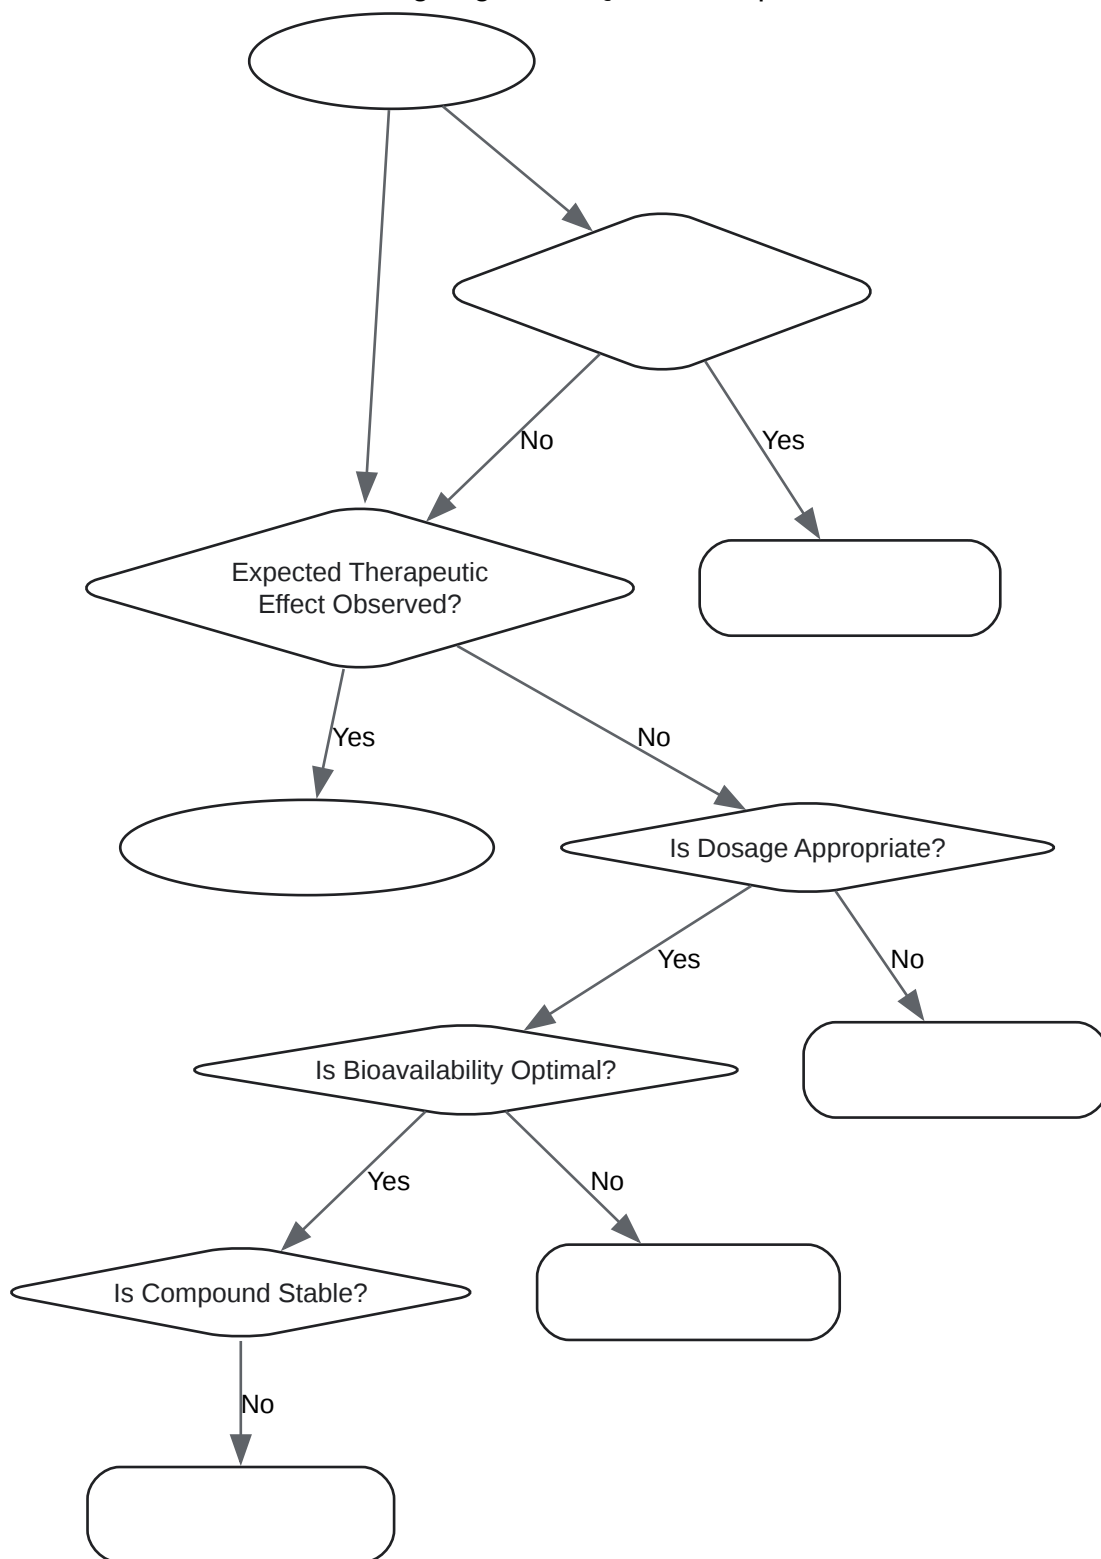 No
Yes
Expected Therapeutic
Effect Observed?
Yes
No
Is Dosage Appropriate?
Yes
No
Is Bioavailability Optimal?
Yes
No
Is Compound Stable?
No